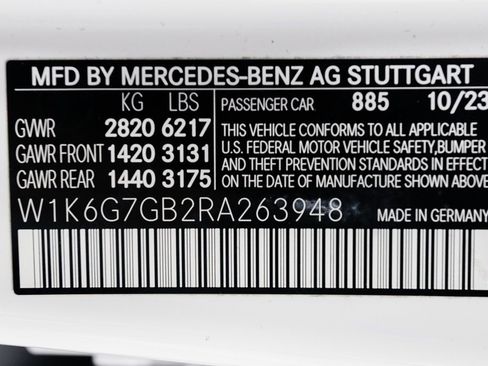 MFD BY MERCEDES-BENZ AG STUTTGART
KG LBS PASSENGER CAR 885 10/23
GWR 2820 6217 THIS VEHICLE CONFORMS TO ALL APPLICABLE
GAWR FRONT 1420 3131 U.S. FEDERAL MOTOR VEHICLE SAFETY,BUMPER
GAWR REAR 1440 3175 AND THEFT PREVENTION STANDARDS IN EFFECT
ON THE DATE OF MANUFACTURE SHOWN ABOVE
W1K6G7GB2RA263948 MADE IN GERMANY